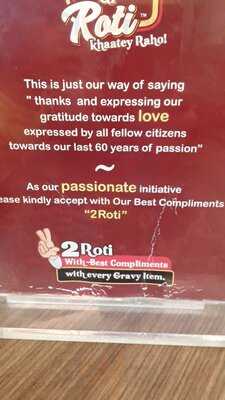 Roti™
Khaatey Raho!
This is just our way of saying
" thanks and expressing our
gratitude towards love
expressed by all fellow citizens
towards our last 60 years of passion"
~
As our passionate initiative
ease kindly accept with Our Best Compliments
"2Roti"
2 Roti
With Best Compliments
with every Gravy Item.